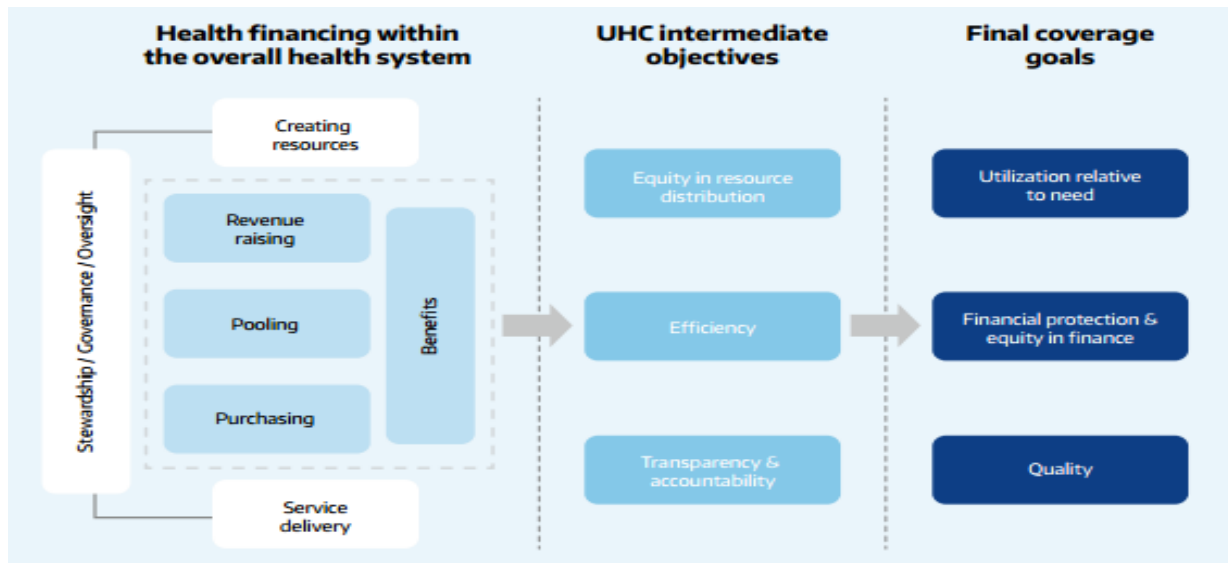 Health financing within
the overall health system
UHC intermediate
objectives
Final coverage
goals
Stewardship / Governance / Oversight
Creating
resources
Revenue
raising
Pooling
Purchasing
Benefits
Service
delivery
Equity in resource
distribution
Efficiency
Transparency &
accountability
Utilization relative
to need
Financial protection &
equity in finance
Quality